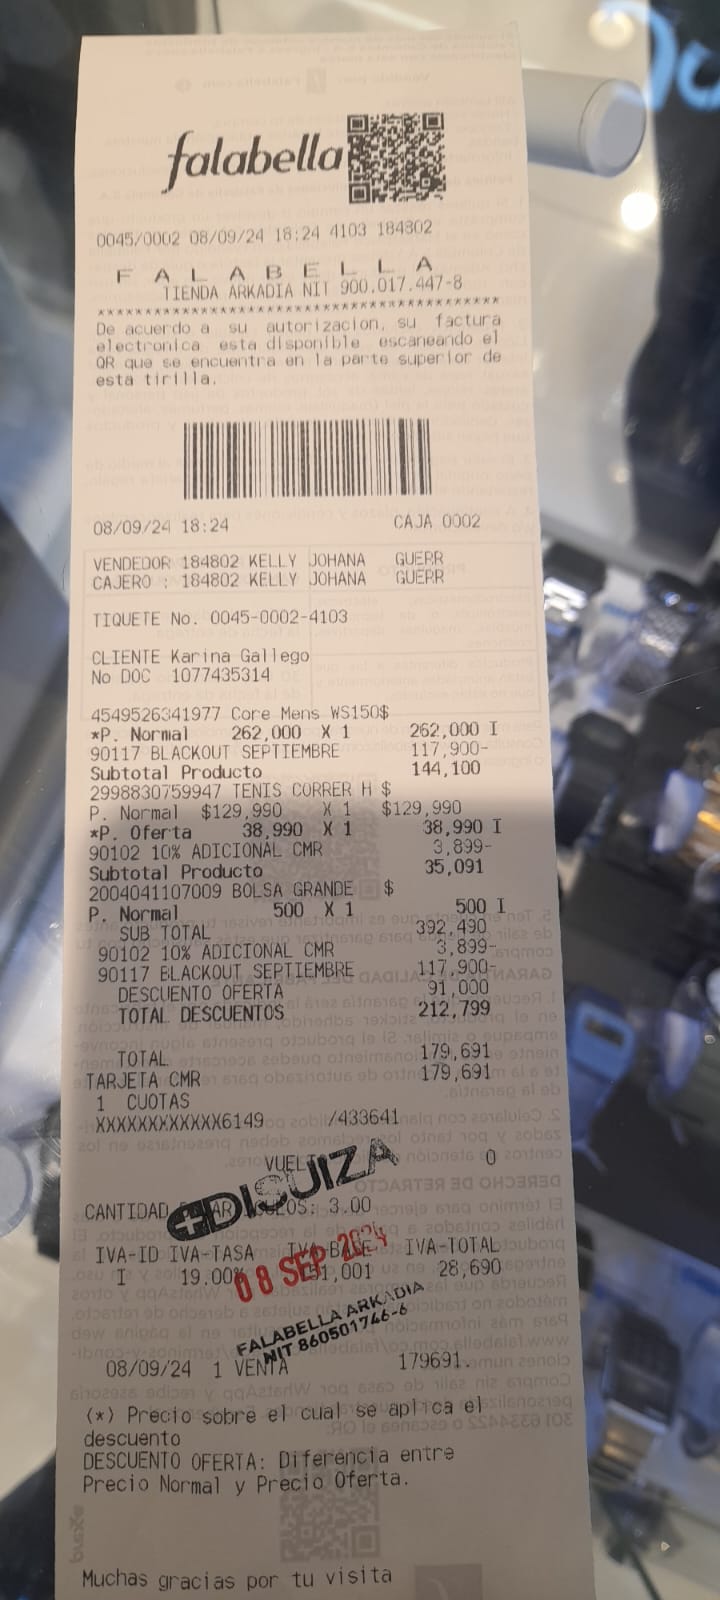 falabella
0045/0002 08/09/24 18:24 4103 184802
F A L A B E L L A
TIENDA ARKADIA NIT 900.017.447-8
****************************************
De acuerdo a su autorizacion, su factura
electronica esta disponible escaneando el
QR que se encuentra en la parte superior de
esta tirilla.
08/09/24 18:24 CAJA 0002
VENDEDOR 184802 KELLY JOHANA GUERR
CAJERO : 184802 KELLY JOHANA GUERR
TIQUETE No. 0045-0002-4103
CLIENTE Karina Gallego
No DOC 1077435314
4549526341977 Core Mens WS150$
*P. Normal 262,000 X 1 262,000 I
90117 BLACKOUT SEPTIEMBRE 117,900-
Subtotal Producto 144,100
2998830759947 TENIS CORRER H $
P. Normal $129,990 X 1 $129,990
*P. Oferta 38,990 X 1 38,990 I
90102 10% ADICIONAL CMR 3,899-
Subtotal Producto 35,091
2004041107009 BOLSA GRANDE $
P. Normal 500 X 1 500 I
SUB TOTAL 392,490
90102 10% ADICIONAL CMR 3,899-
90117 BLACKOUT SEPTIEMBRE 117,900-
DESCUENTO OFERTA 91,000
TOTAL DESCUENTOS 212,799
TOTAL 179,691
TARJETA CMR 179,691
1 CUOTAS
XXXXXXXXXXXX6149 /433641
0
DISUIZA
CANTIDAD 3.00
IVA-ID IVA-TASA IVA-BASE IVA-TOTAL
I 19.00% 151,001 28,690
08 SEP 2024
FALABELLA ARKADIA
NIT 860501746-6
08/09/24 1 VENTA 179691.
(*) Precio sobre el cual se aplica el
descuento
DESCUENTO OFERTA: Diferencia entre
Precio Normal y Precio Oferta.
Muchas gracias por tu visita